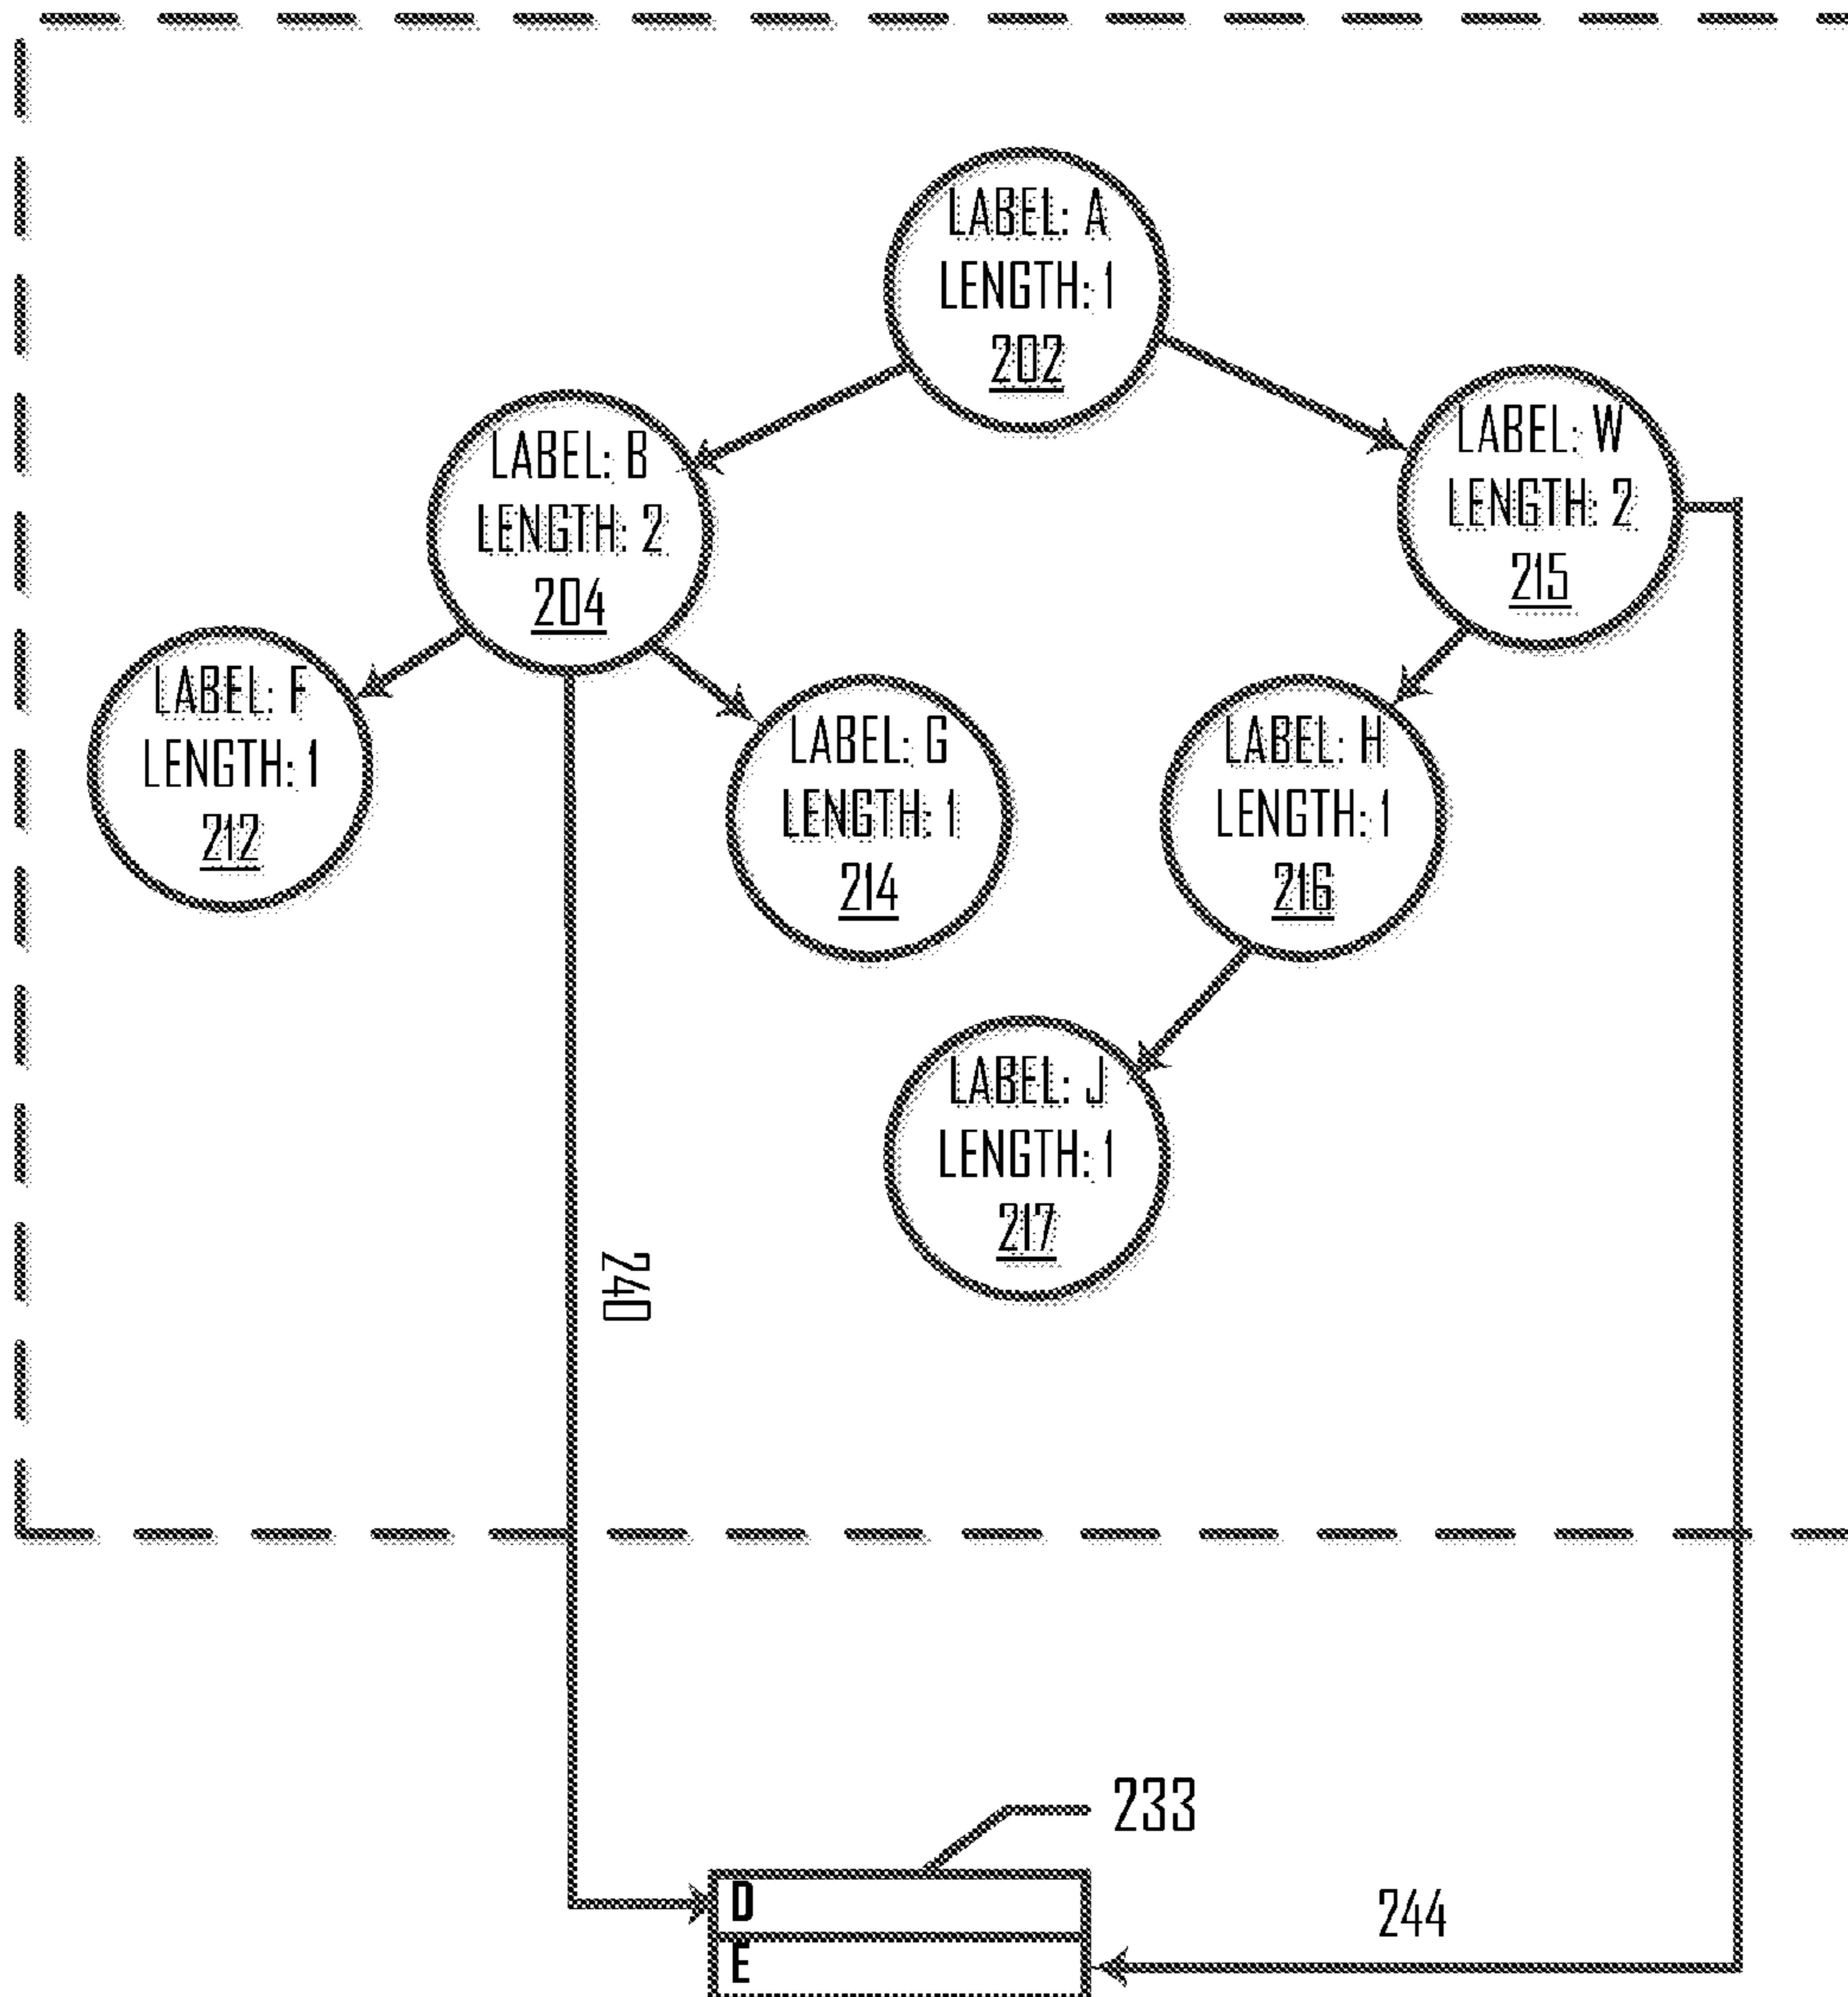 LABEL: A
LENGTH: 1
202
LABEL: B
LENGTH: 2
204
LABEL: W
LENGTH: 2
215
LABEL: F
LENGTH: 1
212
LABEL: G
LENGTH: 1
214
LABEL: H
LENGTH: 1
216
LABEL: J
LENGTH: 1
217
240
233
D
E
244